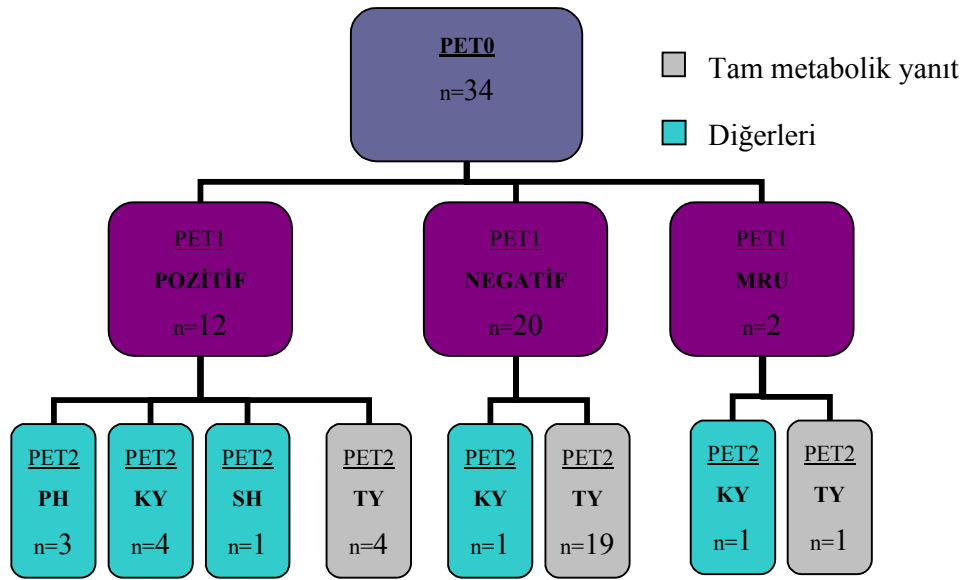 PET0
n=34
Tam metabolik yanıt
Diğerleri
PET1
POZİTİF
n=12
PET1
NEGATİF
n=20
PET1
MRU
n=2
PET2
PH
n=3
PET2
KY
n=4
PET2
SH
n=1
PET2
TY
n=4
PET2
KY
n=1
PET2
TY
n=19
PET2
KY
n=1
PET2
TY
n=1